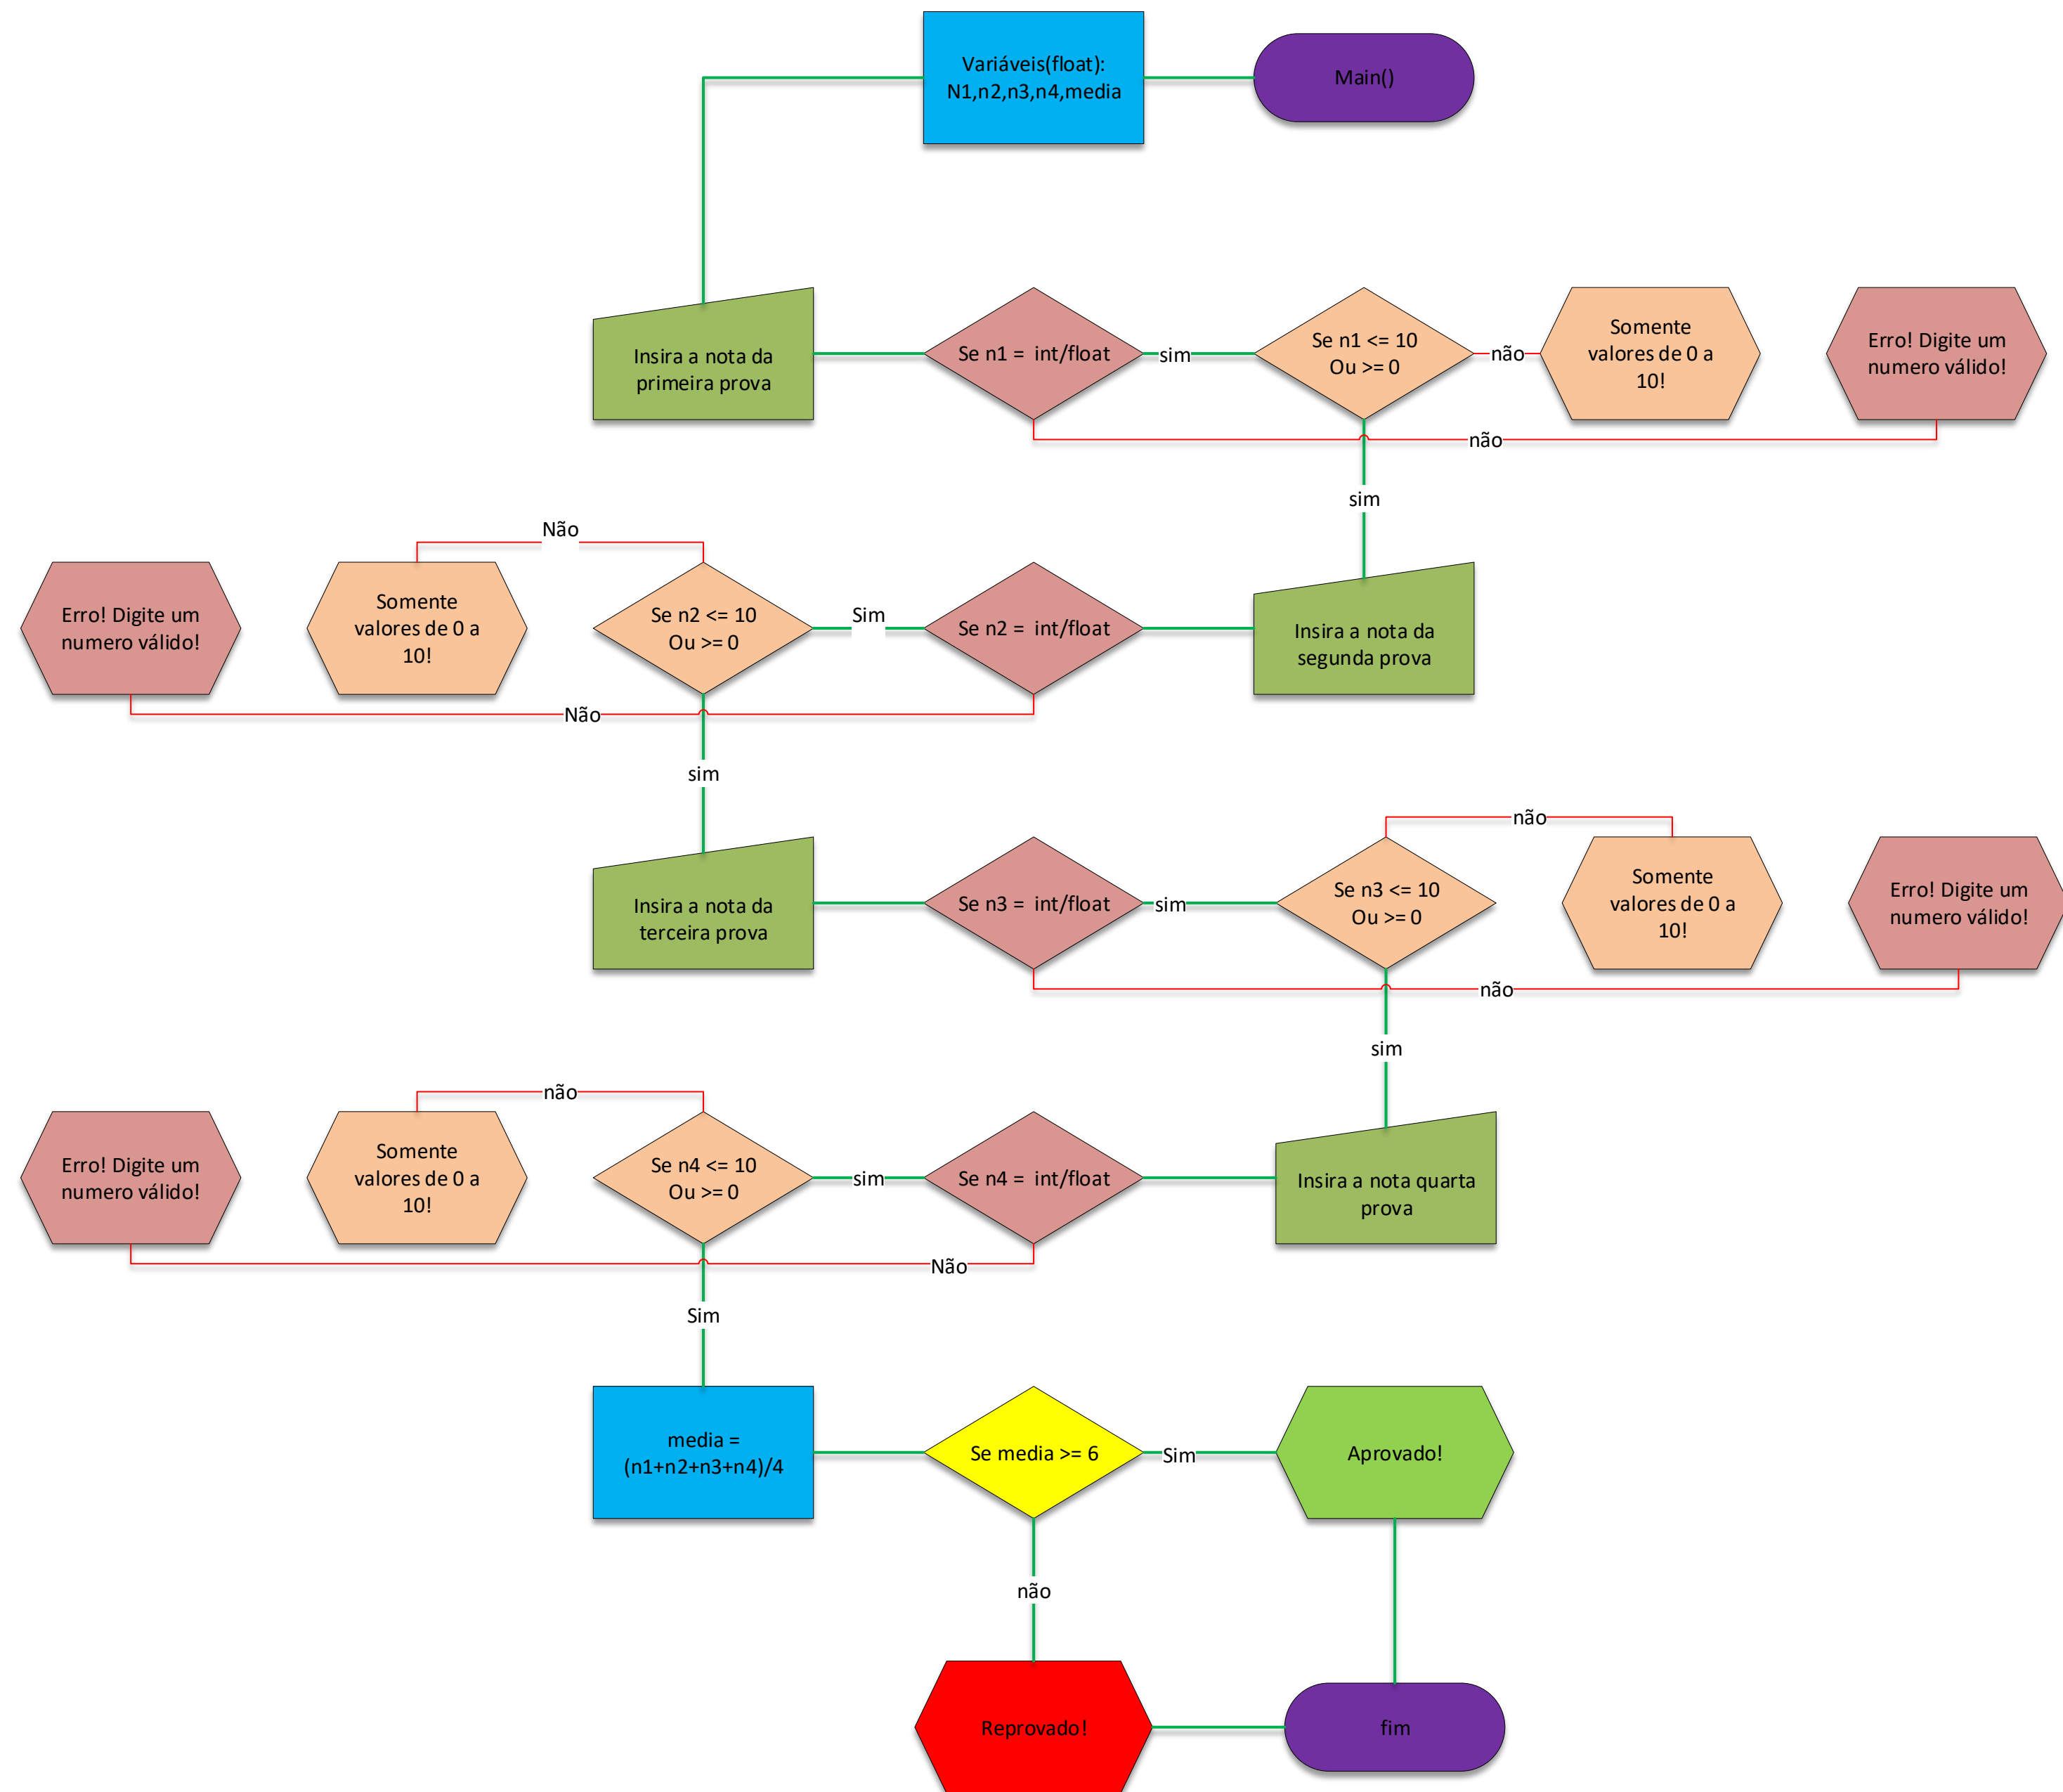 Variáveis(float):
N1,n2,n3,n4,media
Main()
Insira a nota da
primeira prova
Se n1 = int/float
sim
Se n1 <= 10
Ou >= 0
não
Somente
valores de 0 a
10!
Erro! Digite um
numero válido!
não
sim
Não
Erro! Digite um
numero válido!
Somente
valores de 0 a
10!
Se n2 <= 10
Ou >= 0
Sim
Se n2 = int/float
Insira a nota da
segunda prova
Não
sim
não
Insira a nota da
terceira prova
Se n3 = int/float
sim
Se n3 <= 10
Ou >= 0
Somente
valores de 0 a
10!
Erro! Digite um
numero válido!
não
sim
não
Erro! Digite um
numero válido!
Somente
valores de 0 a
10!
Se n4 <= 10
Ou >= 0
sim
Se n4 = int/float
Insira a nota quarta
prova
Não
Sim
media =
(n1+n2+n3+n4)/4
Se media >= 6
Sim
Aprovado!
não
Reprovado!
fim